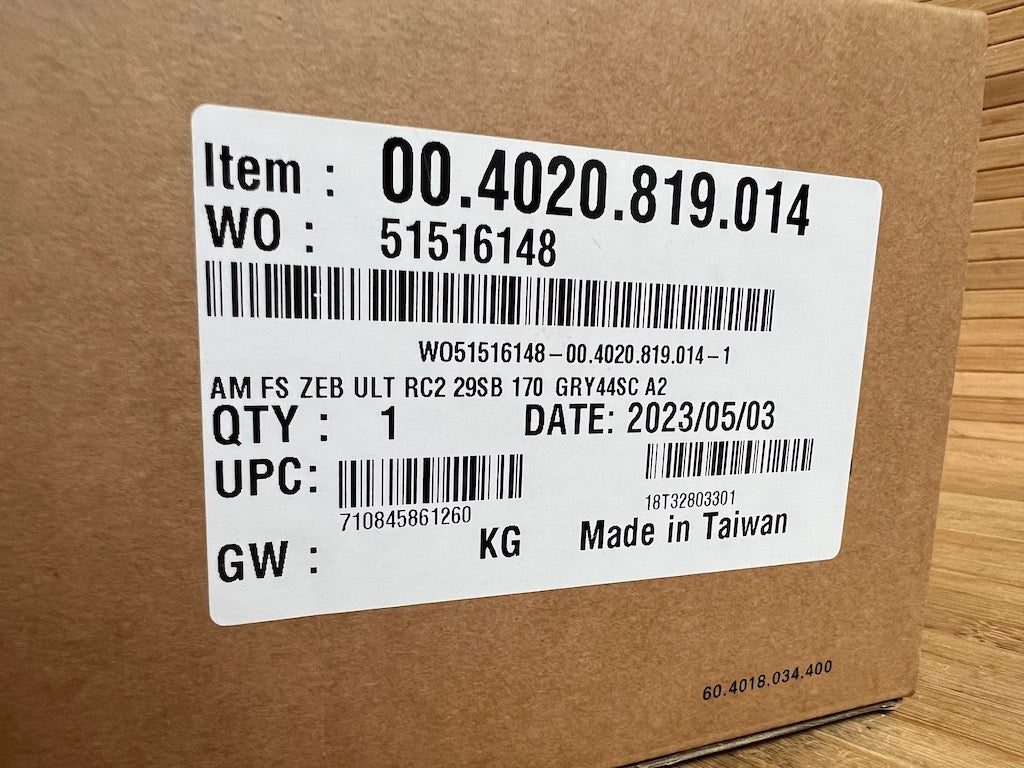 Item : 00.4020.819.014
WO : 51516148
WO51516148-00.4020.819.014-1
AM FS ZEB ULT RC2 29SB 170 GRY44SC A2
QTY : 1 DATE: 2023/05/03
UPC:
710845861260 18T32803301
GW : KG Made in Taiwan
60.4018.034.400